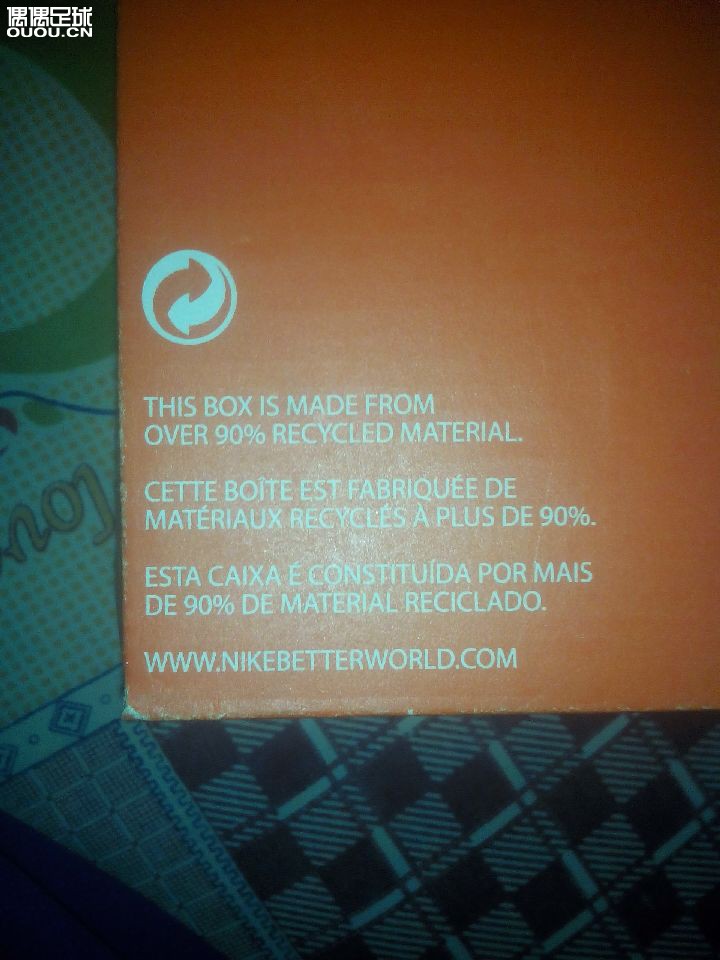 偶偶足球
OUOU.CN
THIS BOX IS MADE FROM
OVER 90% RECYCLED MATERIAL.
CETTE BOÎTE EST FABRIQUÉE DE
MATÉRIAUX RECYCLÉS À PLUS DE 90%.
ESTA CAIXA É CONSTITUÍDA POR MAIS
DE 90% DE MATERIAL RECICLADO.
WWW.NIKEBETTERWORLD.COM